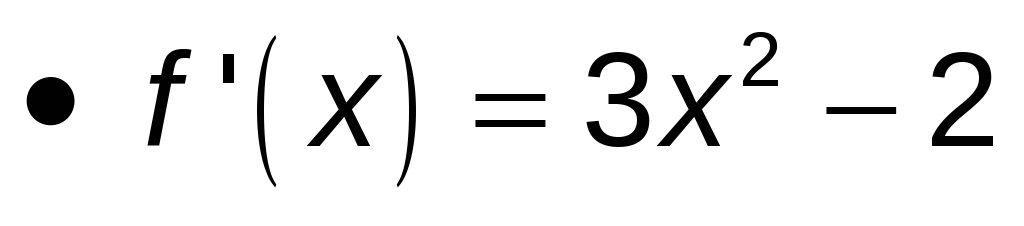 • f '(x) = 3x² – 2